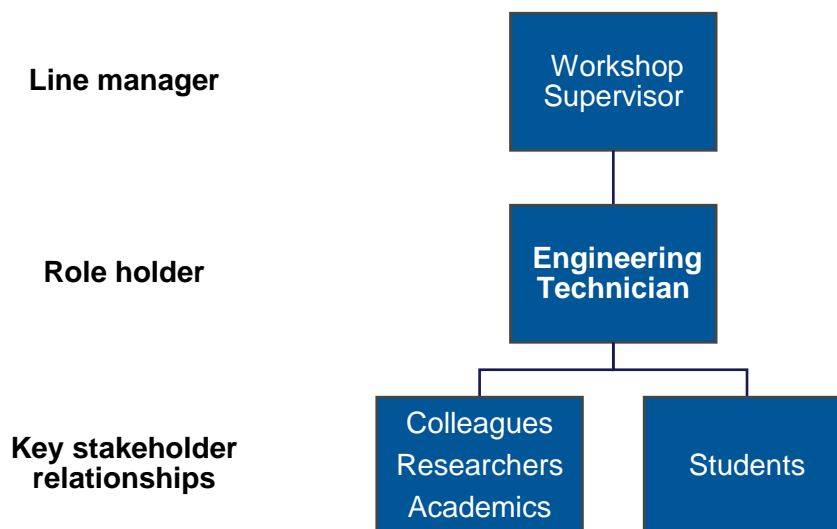 Line manager
Workshop
Supervisor
Role holder
Engineering
Technician
Key stakeholder
relationships
Colleagues
Researchers
Academics
Students